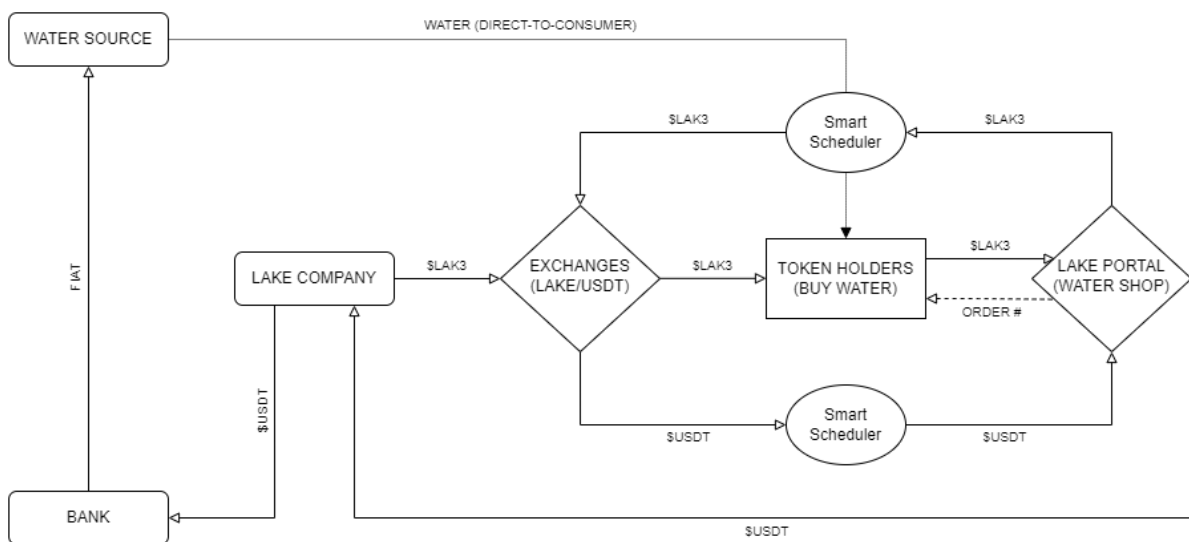 WATER (DIRECT-TO-CONSUMER)
WATER SOURCE
$LAK3
Smart
Scheduler
$LAK3
FIAT
LAKE COMPANY
$LAK3
EXCHANGES
(LAKE/USDT)
$LAK3
TOKEN HOLDERS
(BUY WATER)
$LAK3
LAKE PORTAL
(WATER SHOP)
ORDER #
$USDT
$USDT
Smart
Scheduler
$USDT
BANK
$USDT